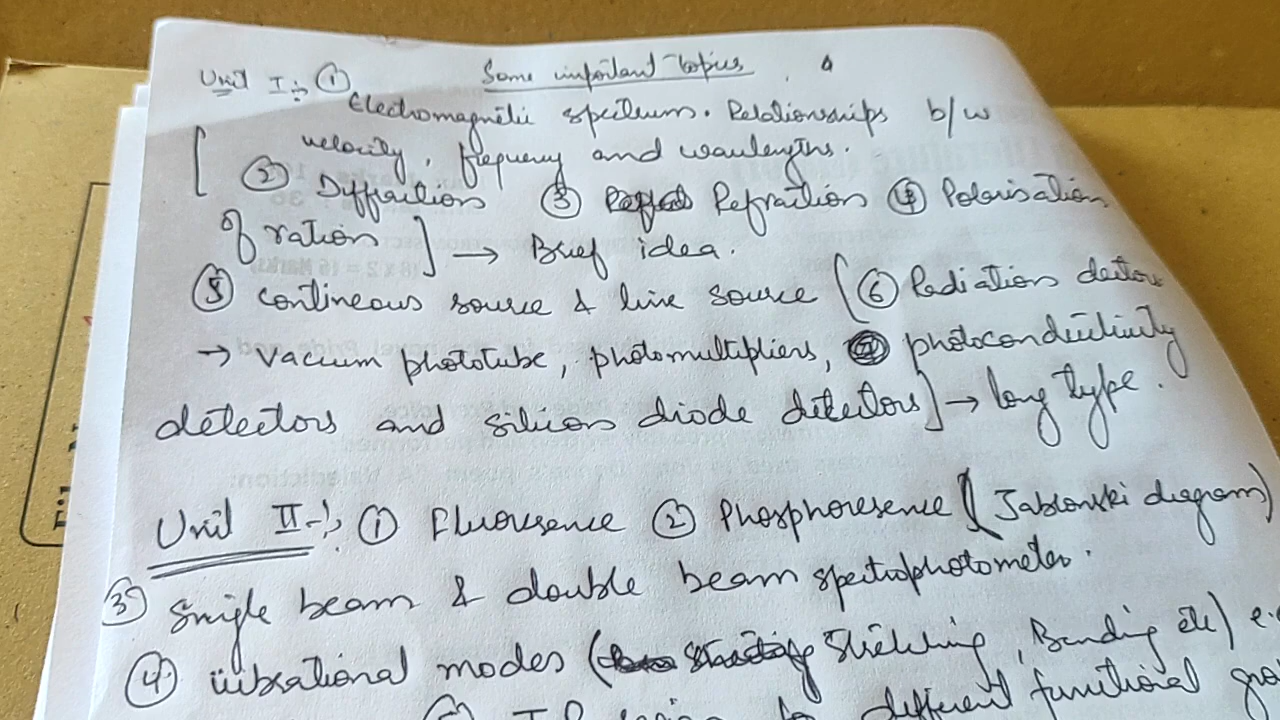 Some important topics
Unit I :- ①
Electromagnetic spectrum. Relationships b/w
[ velocity, frequency and wavelengths.
② Diffraction ③ Refraction ④ Polarisation
of ration ] → Brief idea.
⑤ contineous source & line source ( ⑥ Radiation
→ Vacuum phototube, photomultipliers, photoconductivity
detectors and silicon diode detectors ] → long type.
Unit II -: ① Fluoresence ② Phosphoresence ( Jablonski diagram)
③ Single beam & double beam spectrophotometer.
④ vibrational modes ( Stretching, Banding etc)
different functional